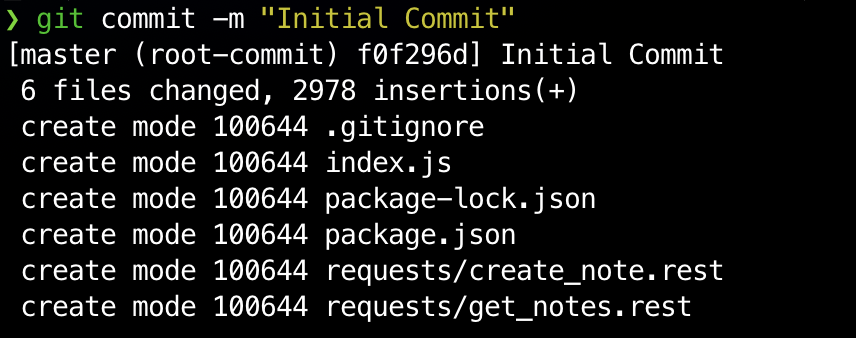 ❯ git commit -m "Initial Commit"
[master (root-commit) f0f296d] Initial Commit
 6 files changed, 2978 insertions(+)
 create mode 100644 .gitignore
 create mode 100644 index.js
 create mode 100644 package-lock.json
 create mode 100644 package.json
 create mode 100644 requests/create_note.rest
 create mode 100644 requests/get_notes.rest